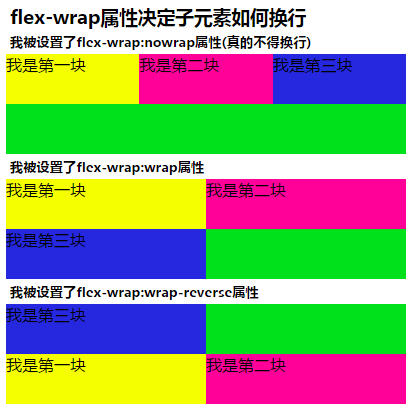 flex-wrap属性决定子元素如何换行
我被设置了flex-wrap:nowrap属性(真的不得换行)
我是第一块 我是第二块 我是第三块
我被设置了flex-wrap:wrap属性
我是第一块 我是第二块
我是第三块
我被设置了flex-wrap:wrap-reverse属性
我是第三块
我是第一块 我是第二块